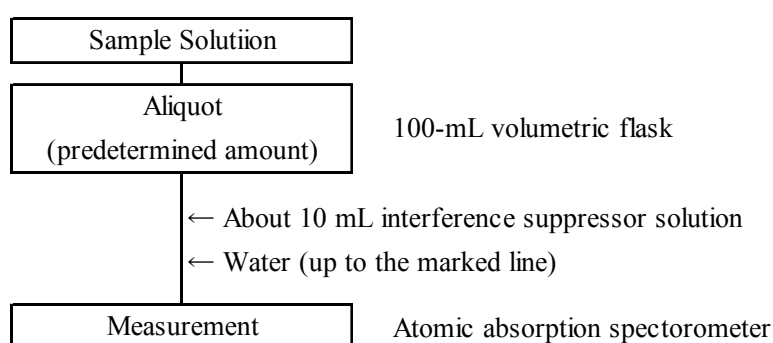 Sample Solutiion
Aliquot
(predetermined amount)
100-mL volumetric flask
← About 10 mL interference suppressor solution
← Water (up to the marked line)
Measurement
Atomic absorption spectorometer